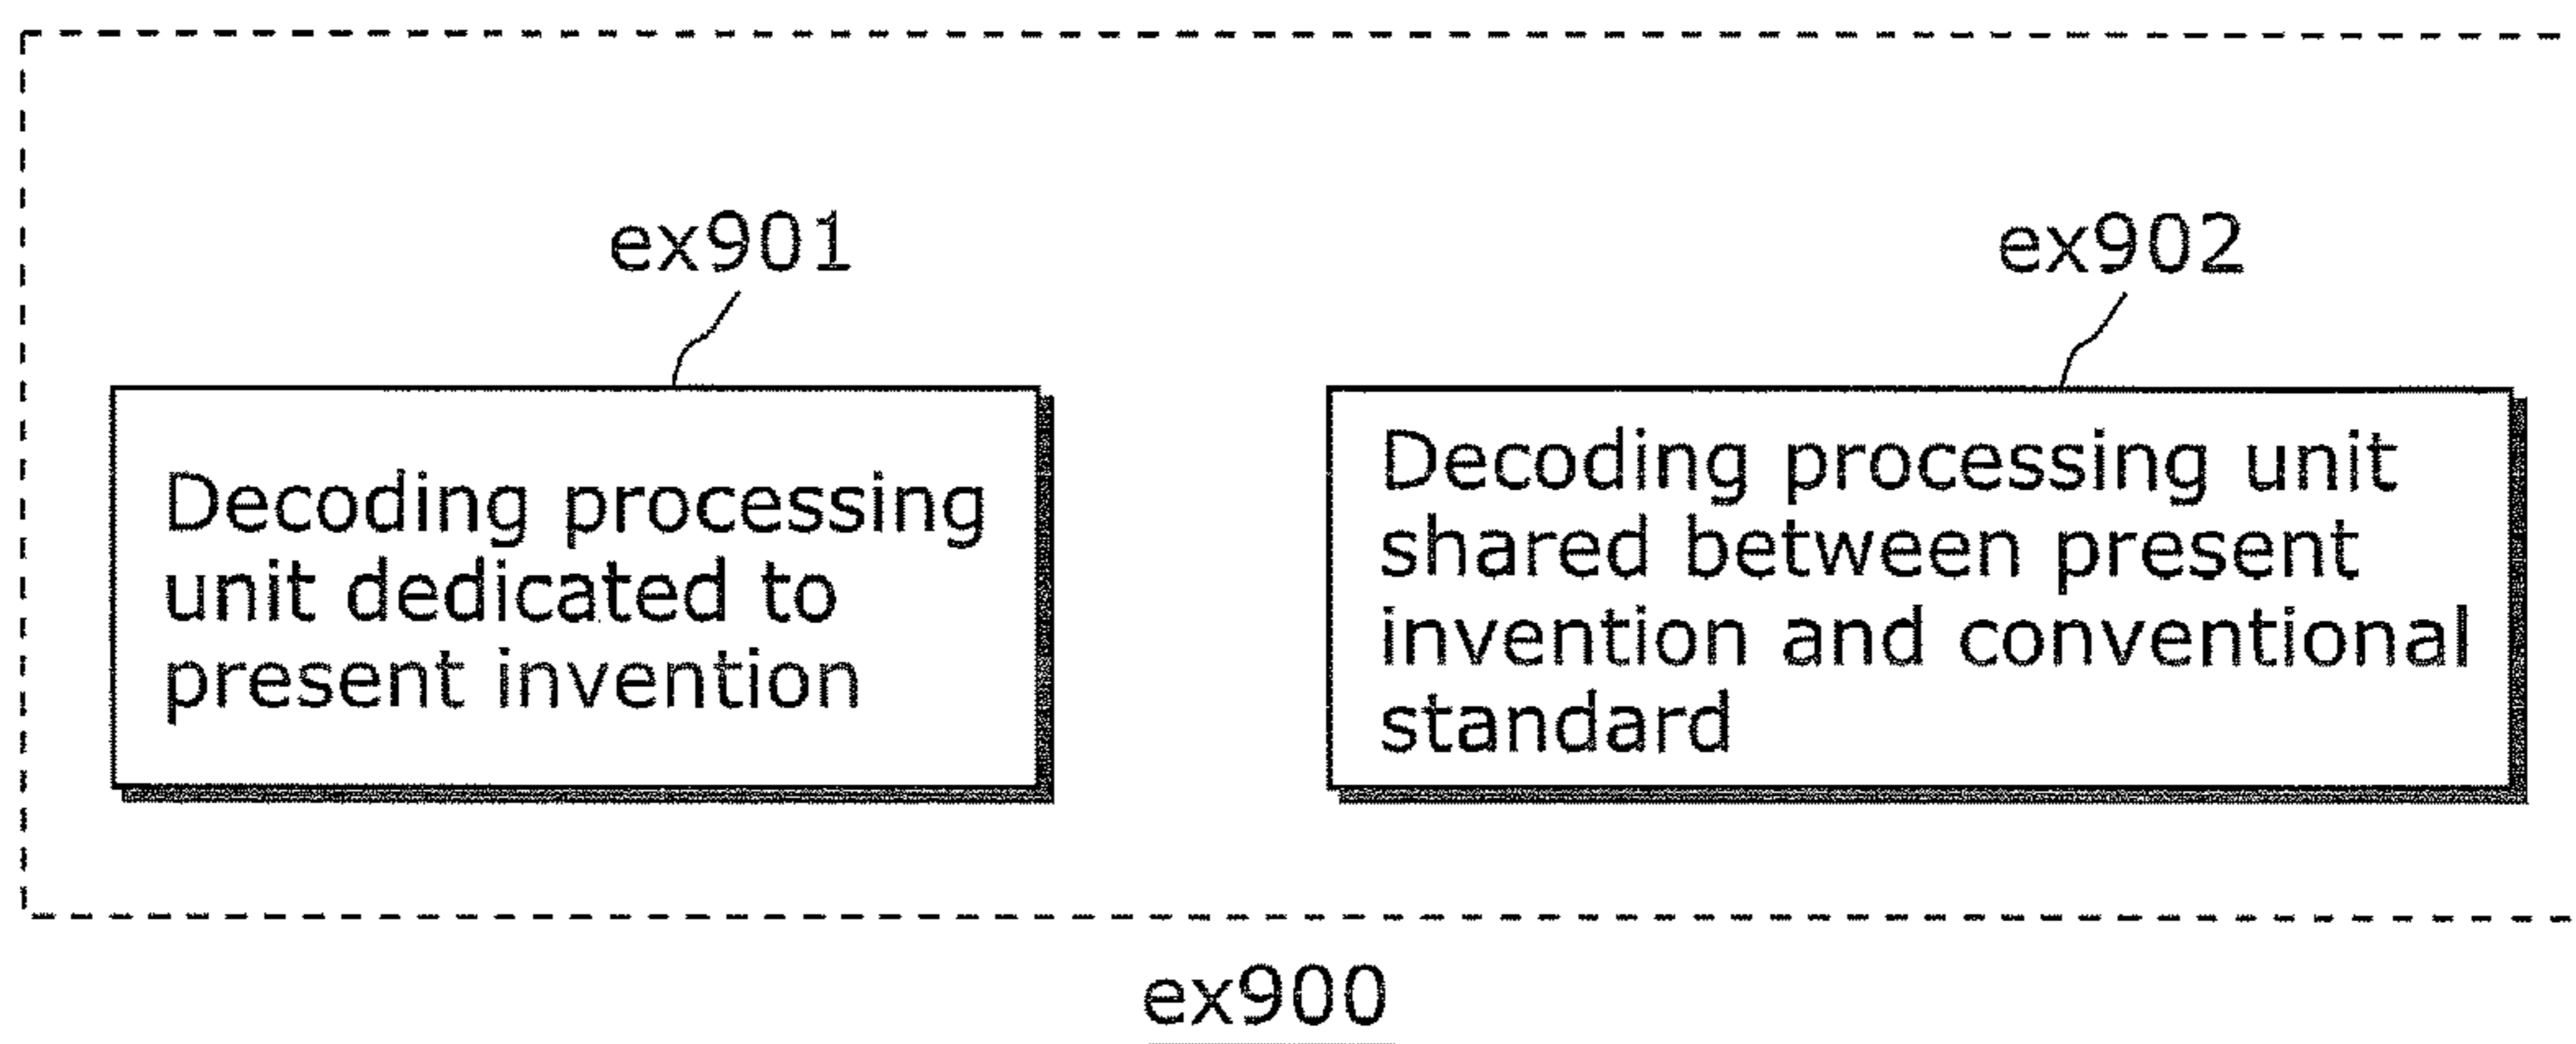 ex901
ex902
Decoding processing
unit dedicated to
present invention
Decoding processing unit
shared between present
invention and conventional
standard
ex900